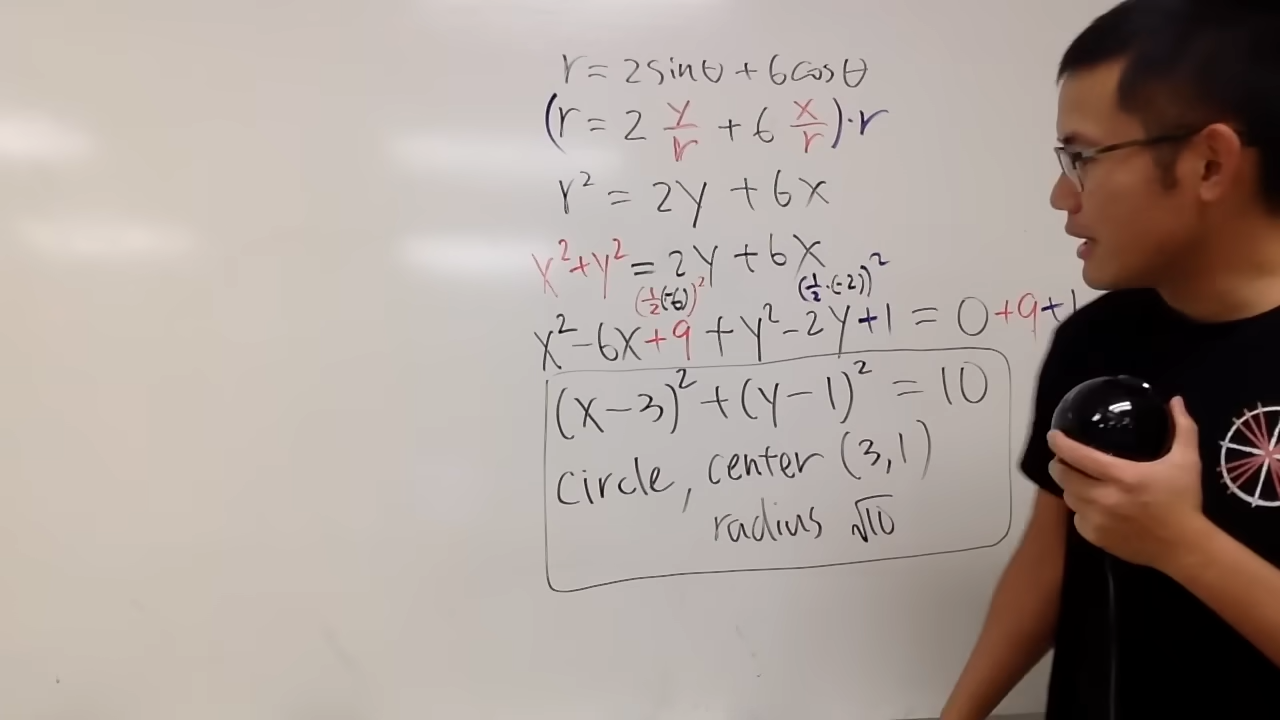 r = 2sinθ + 6cosθ
(r = 2 y/r + 6 x/r)·r
r² = 2y + 6x
x²+y² = 2y + 6x
(½(-6))² (½·(-2))²
x²-6x+9 + y²-2y+1 = 0+9+1
(x-3)² + (y-1)² = 10
circle, center (3,1)
radius √10